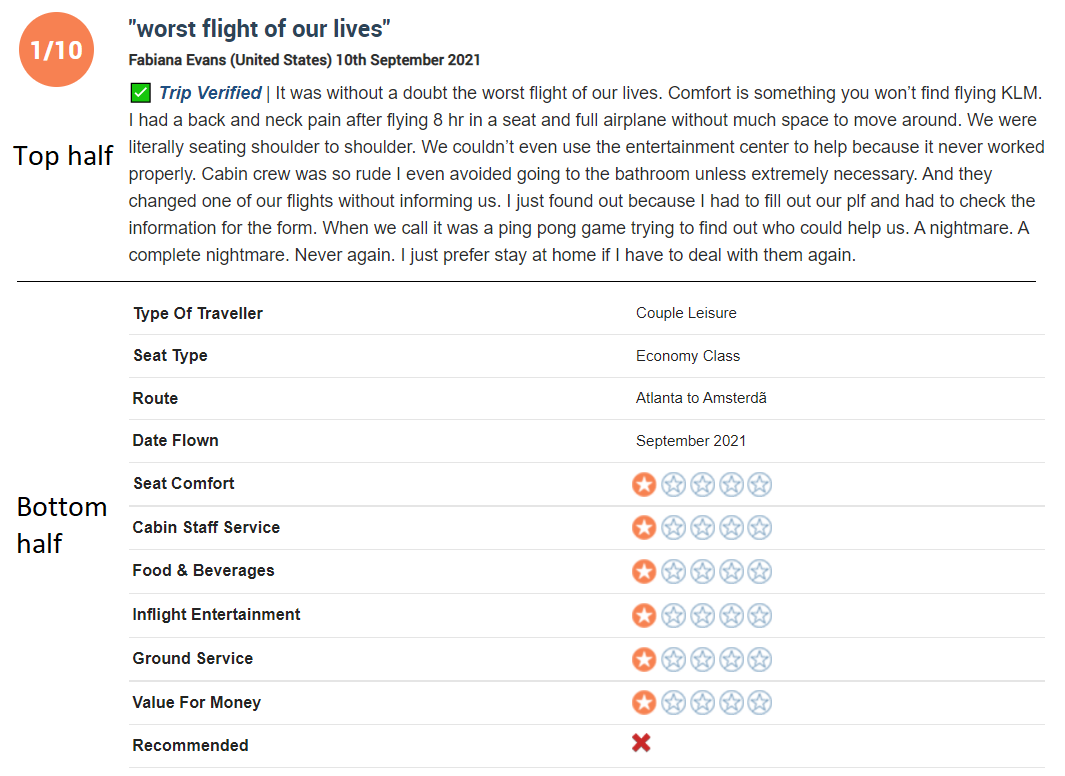 1/10
"worst flight of our lives"
Fabiana Evans (United States) 10th September 2021
Trip Verified | It was without a doubt the worst flight of our lives. Comfort is something you won't find flying KLM.
I had a back and neck pain after flying 8 hr in a seat and full airplane without much space to move around. We were
Top half
literally seating shoulder to shoulder. We couldn't even use the entertainment center to help because it never worked
properly. Cabin crew was so rude I even avoided going to the bathroom unless extremely necessary. And they
changed one of our flights without informing us. I just found out because I had to fill out our plf and had to check the
information for the form. When we call it was a ping pong game trying to find out who could help us. A nightmare. A
complete nightmare. Never again. I just prefer stay at home if I have to deal with them again.
Type Of Traveller Couple Leisure
Seat Type Economy Class
Route Atlanta to Amsterdã
Date Flown September 2021
Seat Comfort
Bottom
half
Cabin Staff Service
Food & Beverages
Inflight Entertainment
Ground Service
Value For Money
Recommended